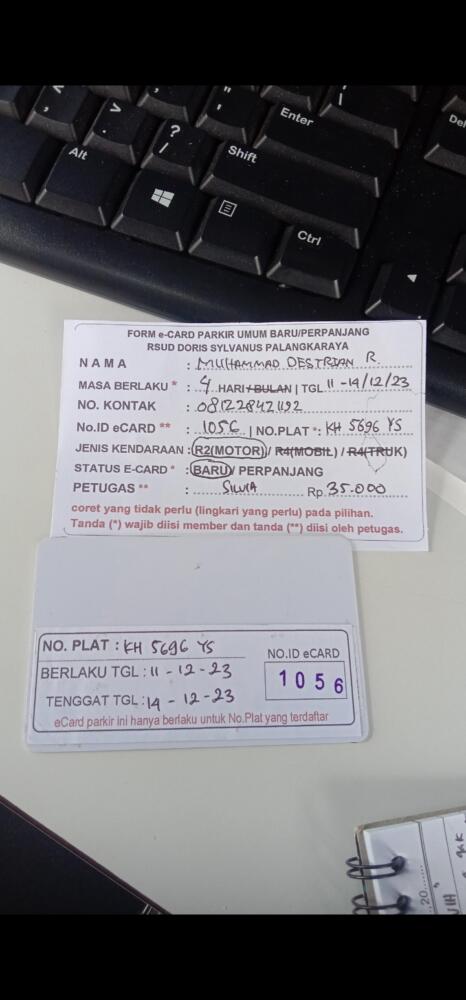 Enter
Del
?
/
Alt
Shift
Ctrl
FORM e-CARD PARKIR UMUM BARU/PERPANJANG
RSUD DORIS SYLVANUS PALANGKARAYA
NAMA : MUHAMMAD DESTRIAN R.
MASA BERLAKU * : 4 HARI/BULAN | TGL 11 -14/12/23
NO. KONTAK : 08122842492
No.ID eCARD ** : 1056 | NO.PLAT *: KH 5696 YS
JENIS KENDARAAN : R2(MOTOR)/ R4(MOBIL) / R4(TRUK)
STATUS E-CARD * : BARU/ PERPANJANG
PETUGAS ** : SILVIA Rp. 35.000
coret yang tidak perlu (lingkari yang perlu) pada pilihan.
Tanda (*) wajib diisi member dan tanda (**) diisi oleh petugas.
NO. PLAT : KH 5696 YS
NO.ID eCARD
BERLAKU TGL : 11 - 12 - 23
1056
TENGGAT TGL : 14 - 12 - 23
eCard parkir ini hanya berlaku untuk No.Plat yang terdaftar
20......